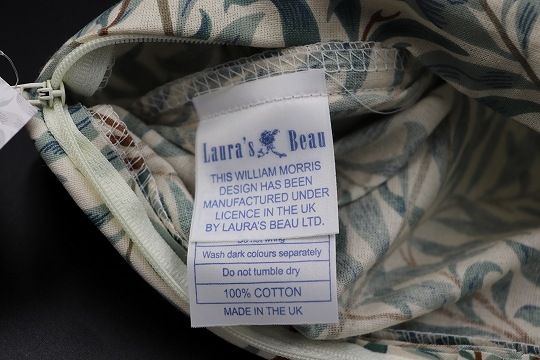 Laura's Beau
THIS WILLIAM MORRIS
DESIGN HAS BEEN
MANUFACTURED UNDER
LICENCE IN THE UK
BY LAURA'S BEAU LTD.
Do not wring
Wash dark colours separately
Do not tumble dry
100% COTTON
MADE IN THE UK